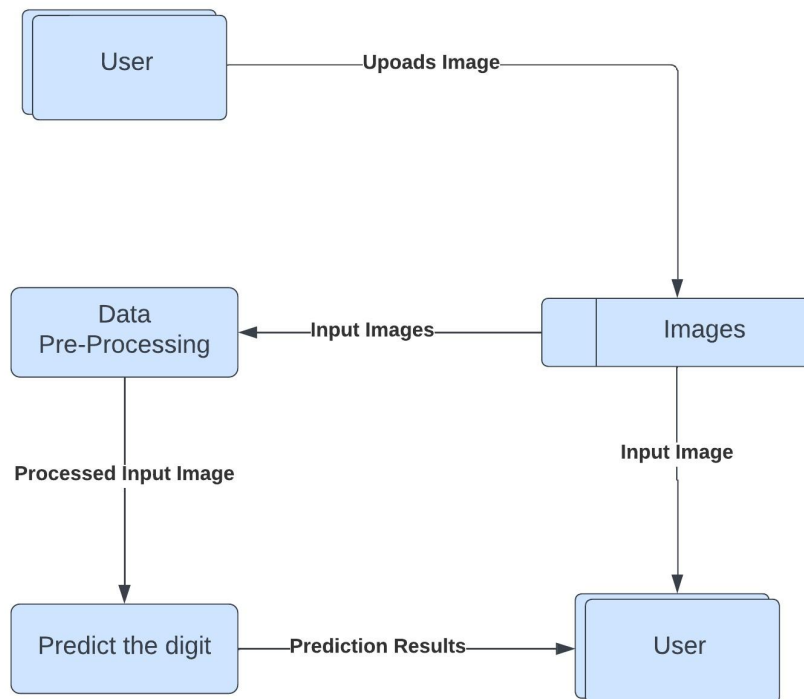 User
Upoads Image
Data
Pre-Processing
Input Images
Images
Processed Input Image
Input Image
Predict the digit
Prediction Results
User